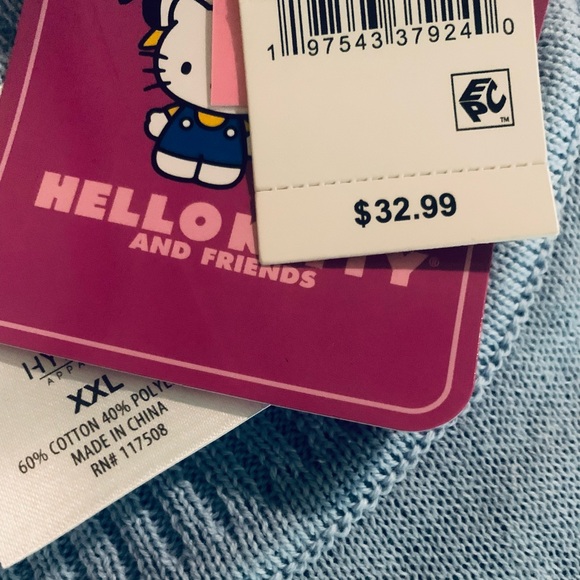 1 97543 37924 0
EPC
TM
$32.99
HELLO
AND FRIENDS
XXL
60% COTTON 40%
MADE IN CHINA
RN# 117508